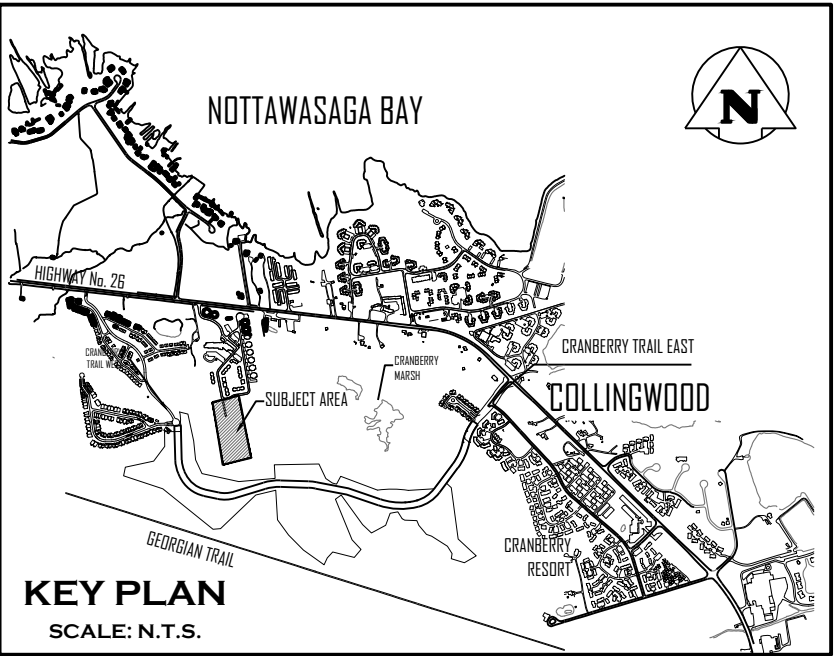 NOTTAWASAGA BAY
N
HIGHWAY No. 26
CRANBERRY TRAIL EAST
CRANBERRY
MARSH
TRAIL
SUBJECT AREA
COLLINGWOOD
GEORGIAN TRAIL
CRANBERRY
RESORT
KEY PLAN
SCALE: N.T.S.